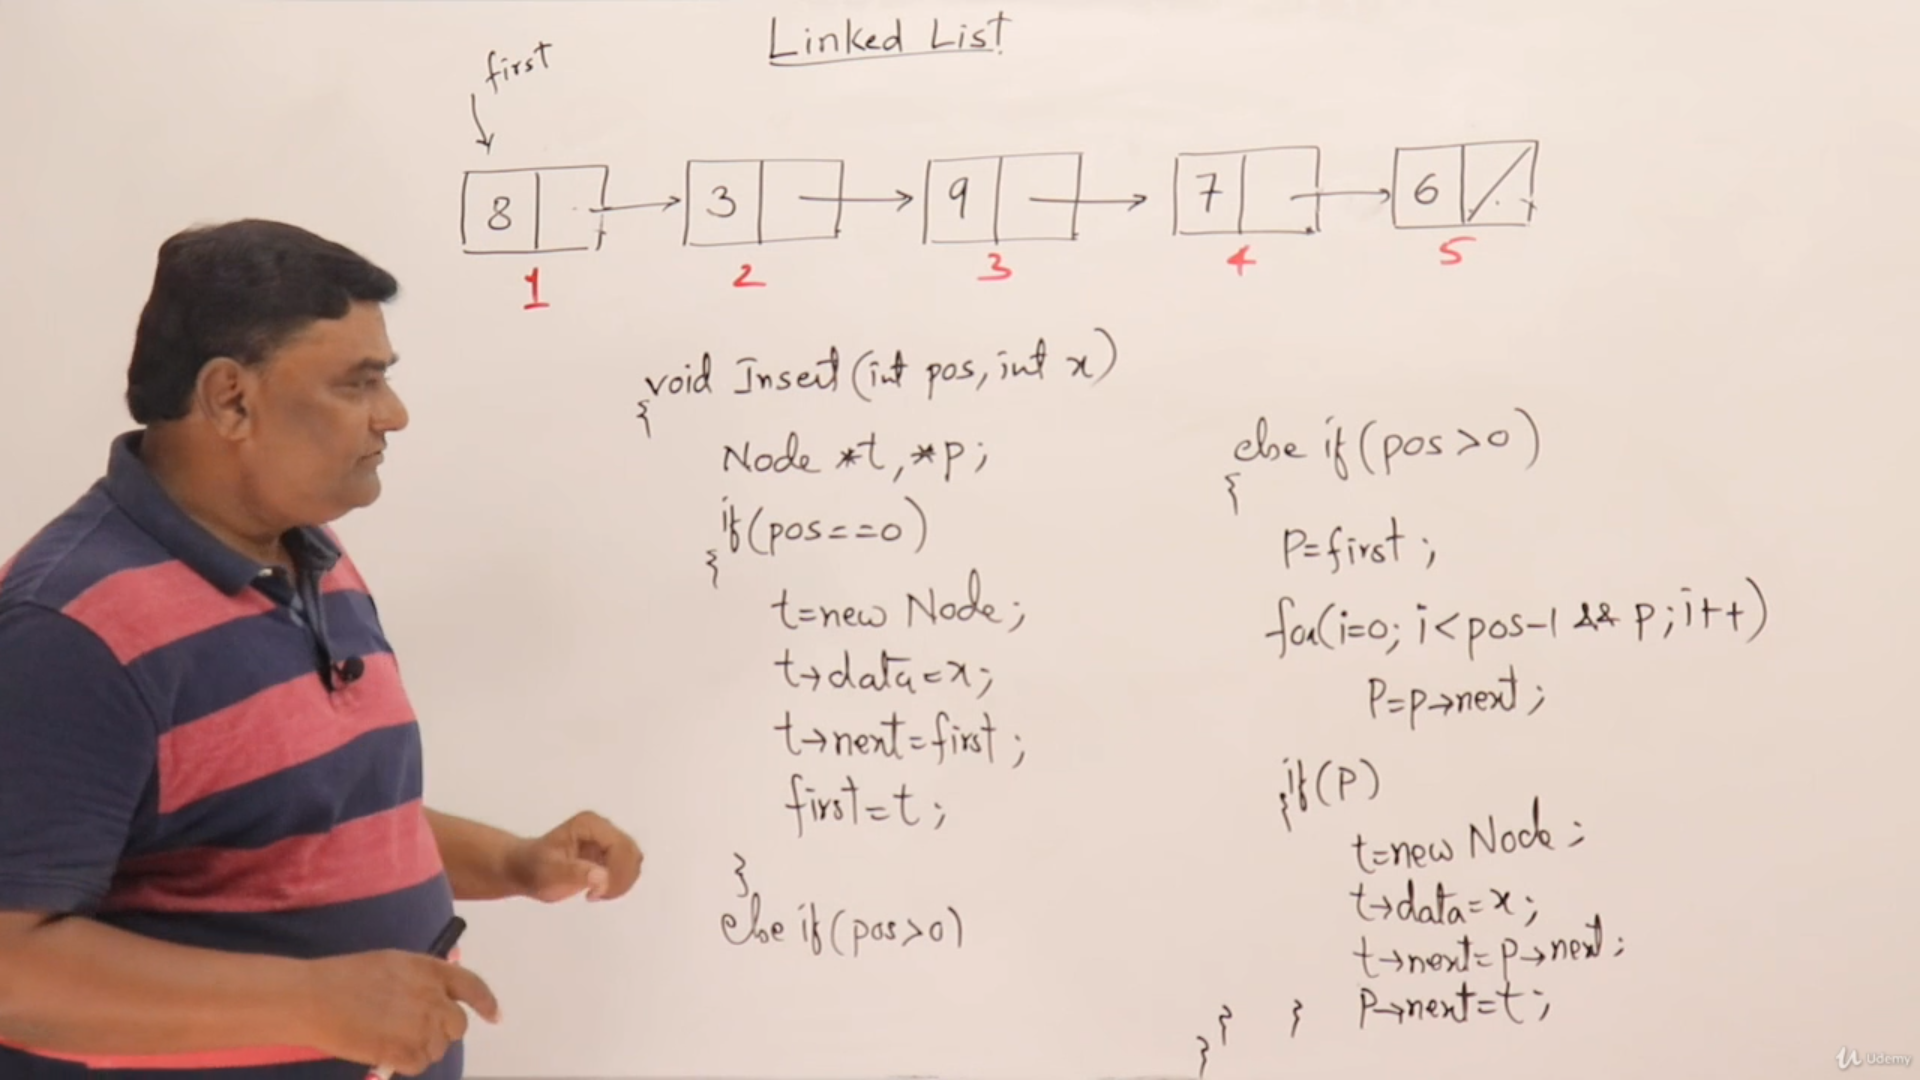 Linked List
first
8 3 9 7 6
1 2 3 4 5
void Insert(int pos, int x)
{
Node *t, *p;
if(pos==0)
{
t=new Node;
t→data=x;
t→next=first;
first=t;
}
else if(pos>0)
else if(pos>0)
{
P=first;
for(i=0; i<pos-1 && p; i++)
P=p→next;
if(P)
{
t=new Node;
t→data=x;
t→next=p→next;
P→next=t;
}
}
}
Udemy